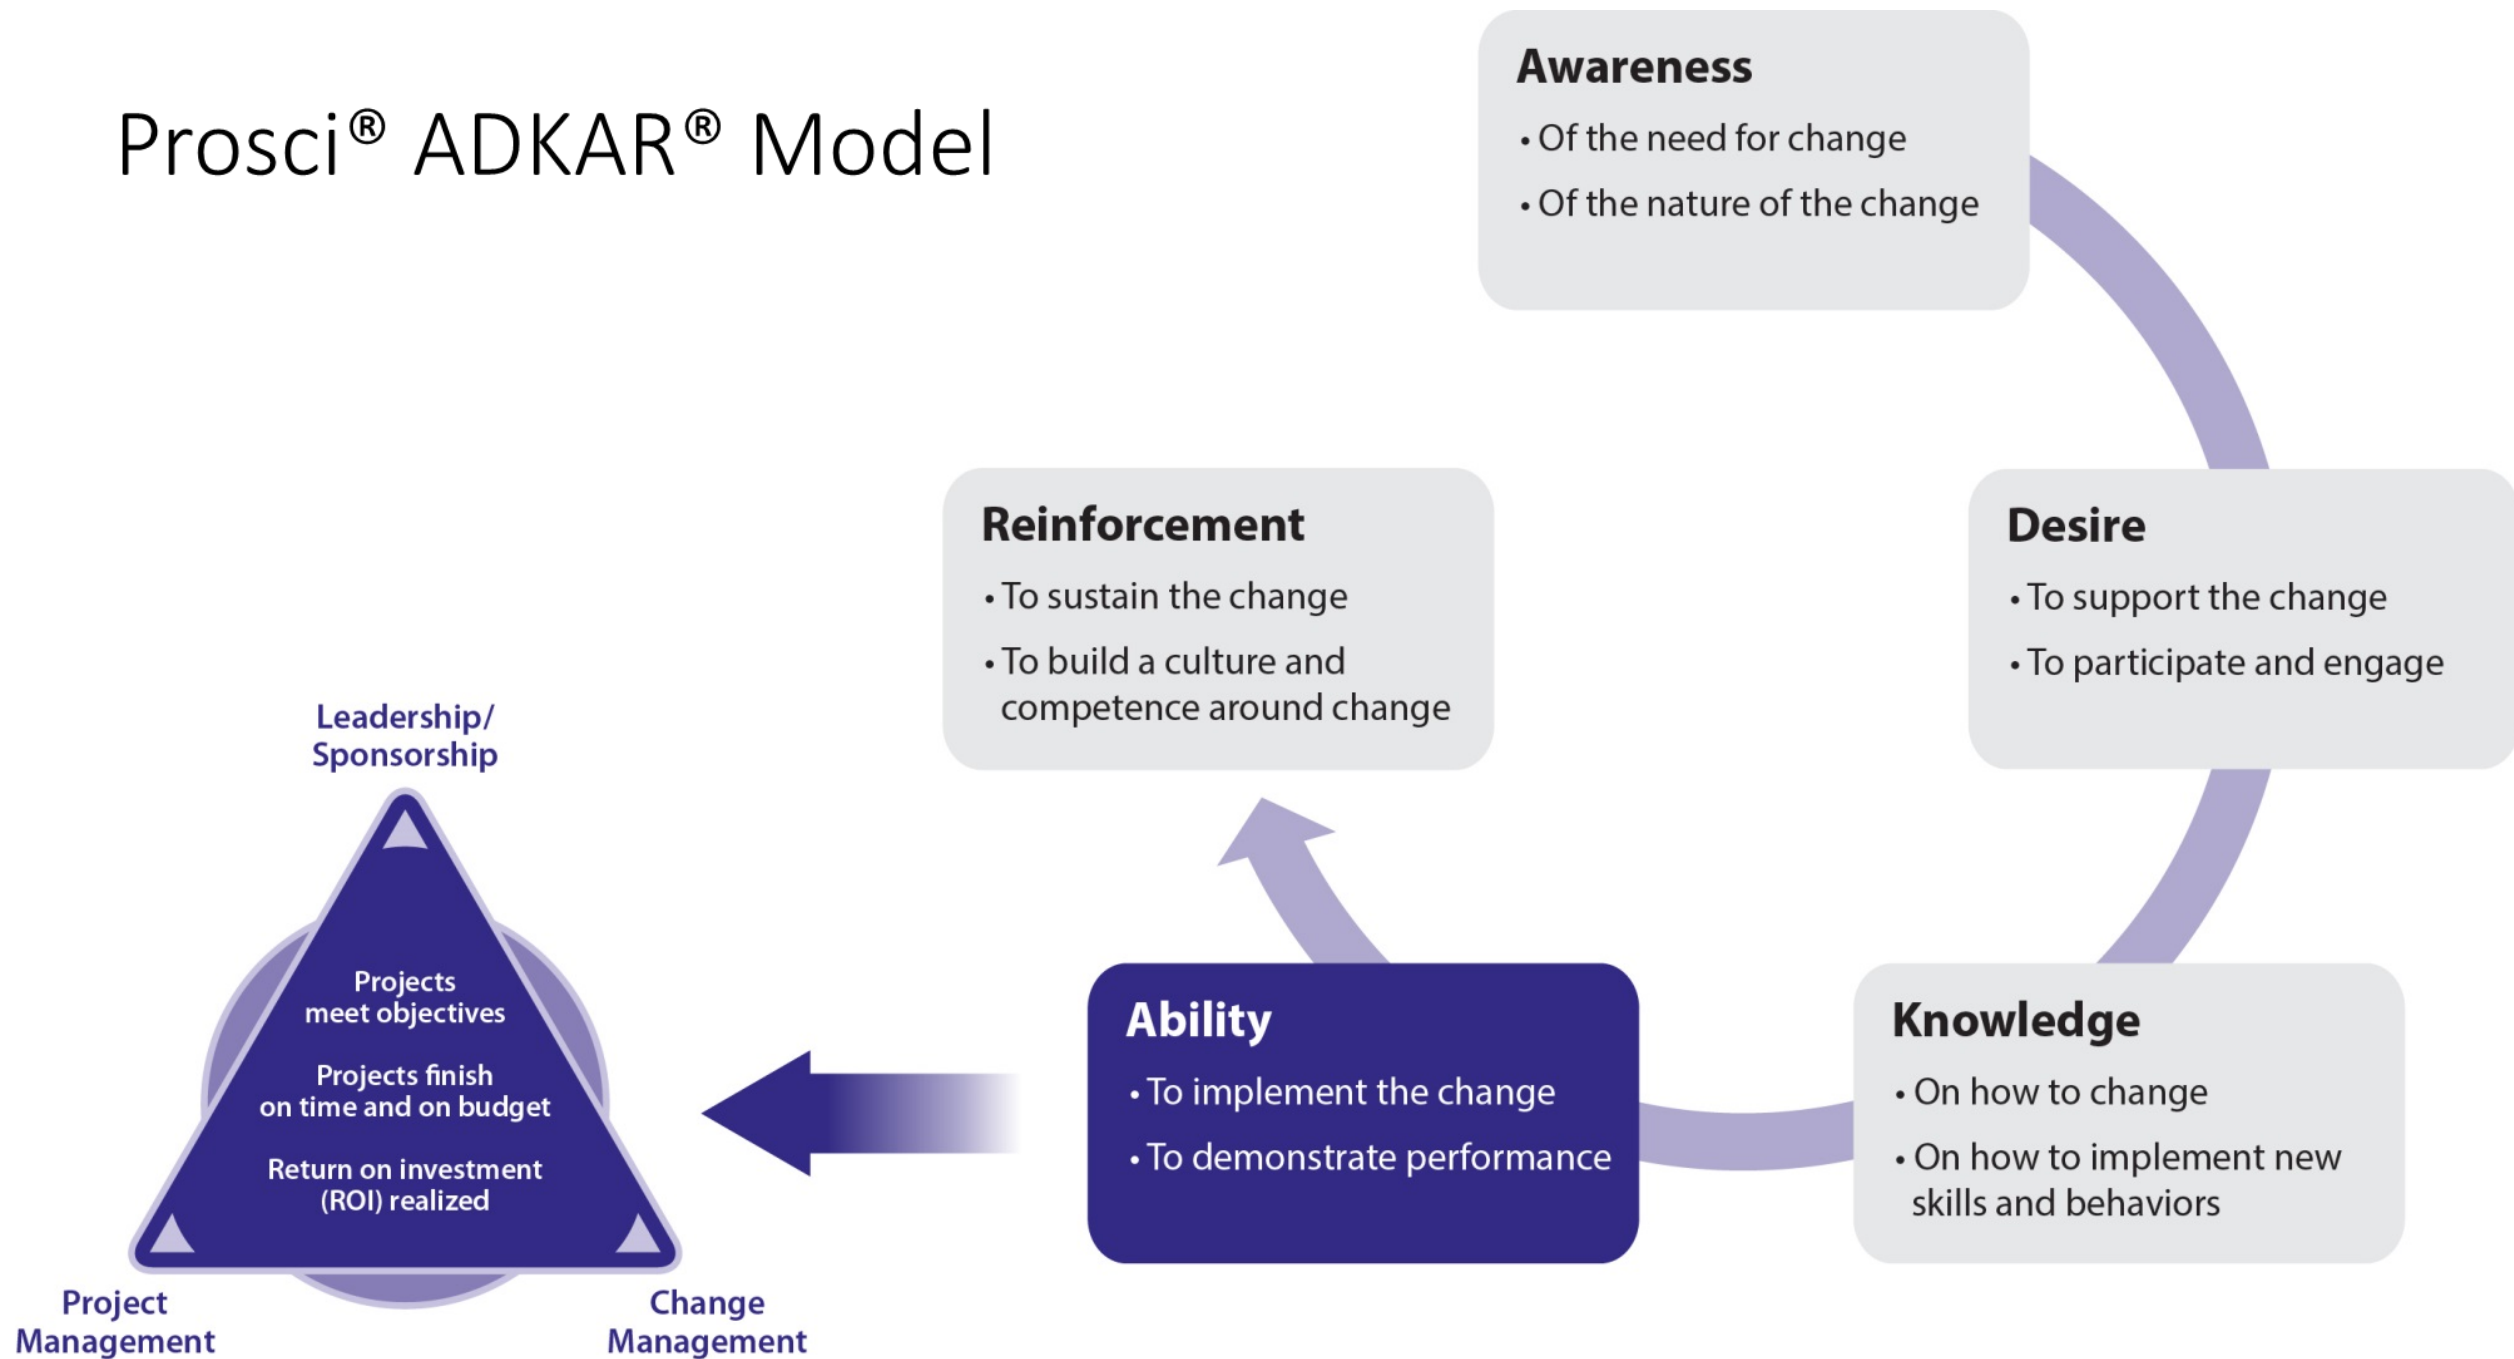 Prosci® ADKAR® Model
Awareness
• Of the need for change
• Of the nature of the change
Desire
• To support the change
• To participate and engage
Knowledge
• On how to change
• On how to implement new
skills and behaviors
Ability
• To implement the change
• To demonstrate performance
Reinforcement
• To sustain the change
• To build a culture and
competence around change
Leadership/
Sponsorship
Projects
meet objectives
Projects finish
on time and on budget
Return on investment
(ROI) realized
Project
Management
Change
Management